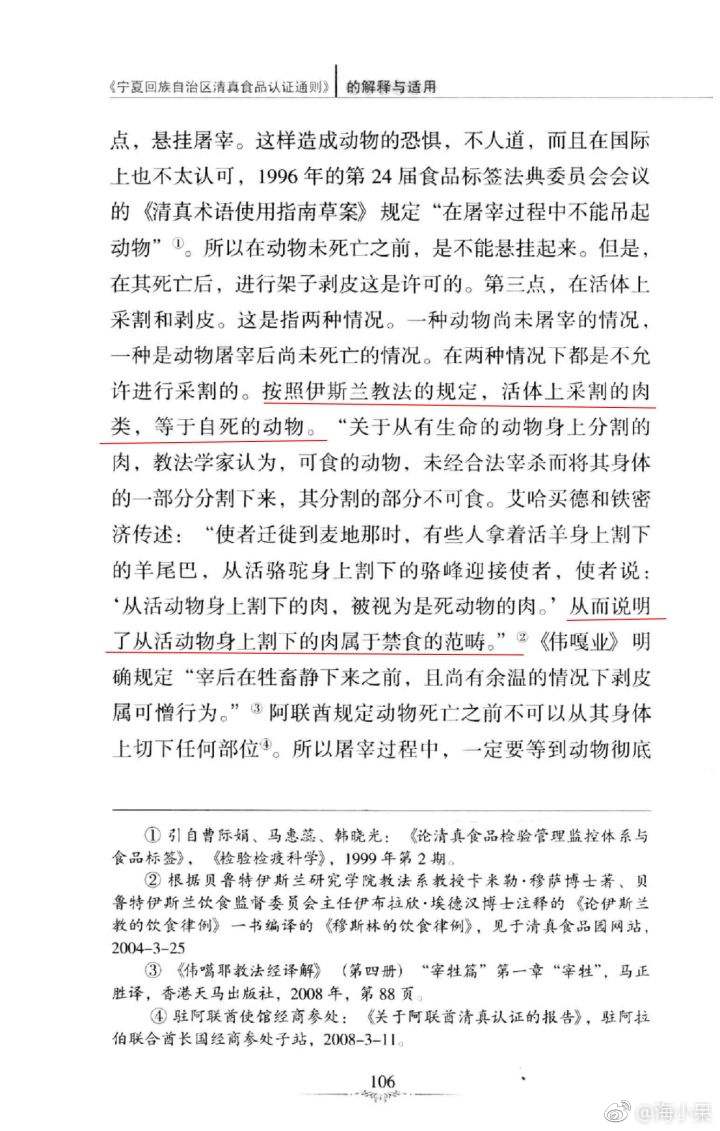 《宁夏回族自治区清真食品认证通则》 的解释与适用
点，悬挂屠宰。这样造成动物的恐惧，不人道，而且在国际
上也不太认可，1996 年的第 24 届食品标签法典委员会会议
的《清真术语使用指南草案》规定“在屠宰过程中不能吊起
动物”①。所以在动物未死亡之前，是不能悬挂起来。但是，
在其死亡后，进行架子剥皮这是许可的。第三点，在活体上
采割和剥皮。这是指两种情况。一种动物尚未屠宰的情况，
一种是动物屠宰后尚未死亡的情况。在两种情况下都是不允
许进行采割的。按照伊斯兰教法的规定，活体上采割的肉
类，等于自死的动物。“关于从有生命的动物身上分割的
肉，教法学家认为，可食的动物，未经合法宰杀而将其身体
的一部分分割下来，其分割的部分不可食。艾哈买德和铁密
济传述：“使者迁徙到麦地那时，有些人拿着活羊身上割下
的羊尾巴，从活骆驼身上割下的骆峰迎接使者，使者说：
‘从活动物身上割下的肉，被视为是死动物的肉。’从而说明
了从活动物身上割下的肉属于禁食的范畴。”②《伟嘎业》明
确规定“宰后在牲畜静下来之前，且尚有余温的情况下剥皮
属可憎行为。”③阿联酋规定动物死亡之前不可以从其身体
上切下任何部位④。所以屠宰过程中，一定要等到动物彻底
① 引自曹际娟、马惠蕊、韩晓光：《论清真食品检验管理监控体系与
食品标签》，《检验检疫科学》，1999 年第 2 期。
② 根据贝鲁特伊斯兰研究学院教法系教授卡米勒·穆萨博士著、贝
鲁特伊斯兰饮食监督委员会主任伊布拉欣·埃德汉博士注释的《论伊斯兰
教的饮食律例》一书编译的《穆斯林的饮食律例》，见于清真食品园网站，
2004-3-25
③ 《伟噶耶教法经译解》（第四册）“宰牲篇”第一章“宰牲”，马正
胜译，香港天马出版社，2008 年，第 88 页。
④ 驻阿联酋使馆经商参处：《关于阿联酋清真认证的报告》，驻阿拉
伯联合酋长国经商参处子站，2008-3-11。
106
@海小呆